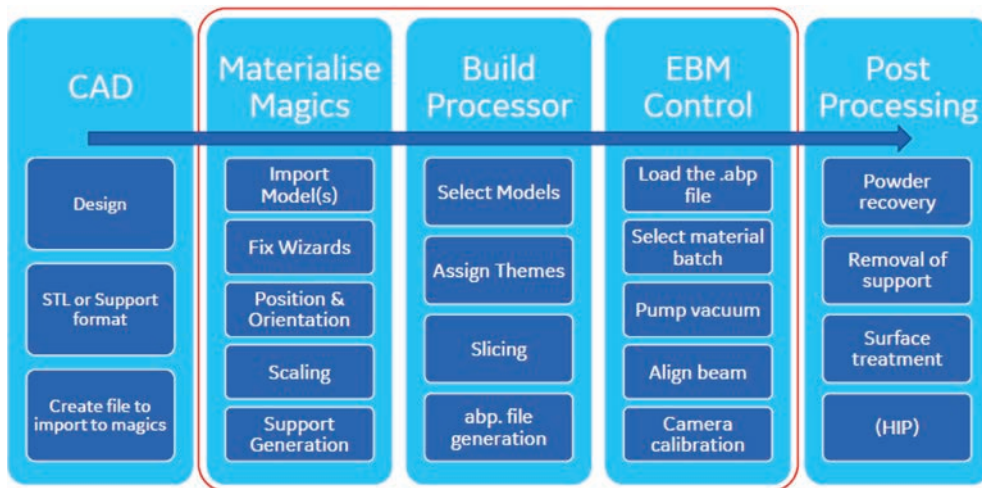 CAD
Design
STL or Support
format
Create file to
import to magics
Materialise
Magics
Import
Model(s)
Fix Wizards
Position &
Orientation
Scaling
Support
Generation
Build
Processor
Select Models
Assign Themes
Slicing
abp. file
generation
EBM
Control
Load the .abp
file
Select material
batch
Pump vacuum
Align beam
Camera
calibration
Post
Processing
Powder
recovery
Removal of
support
Surface
treatment
(HIP)